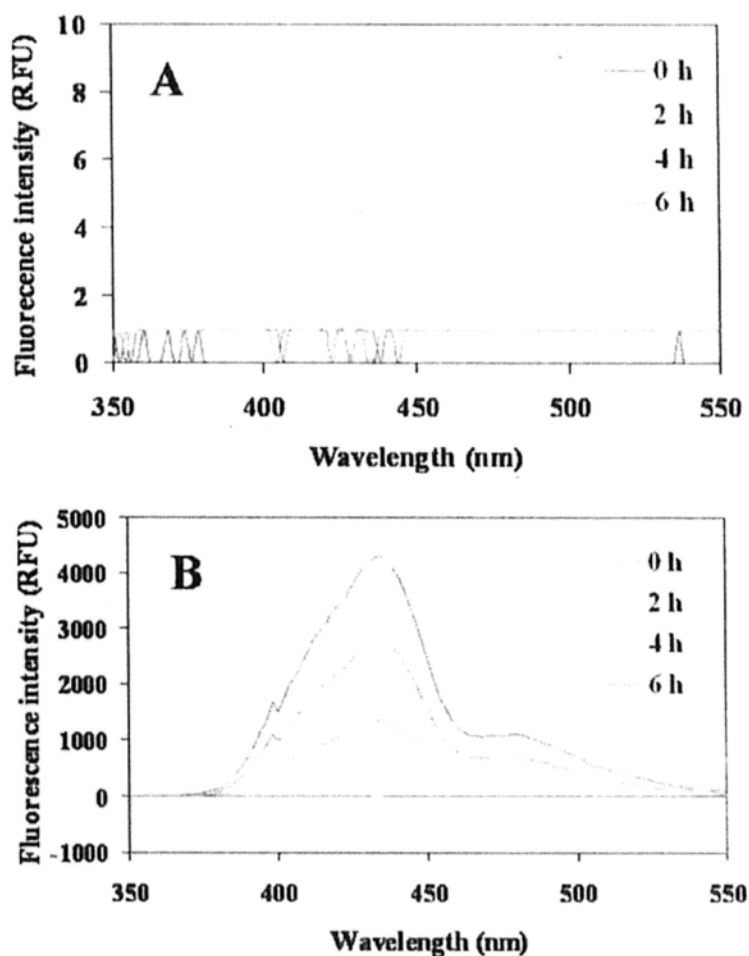 Fluorecence intensity (RFU)
10
8
6
4
2
0
A
0 h
2 h
4 h
6 h
350
400
450
500
550
Wavelength (nm)
Fluorescence intensity (RFU)
5000
4000
3000
2000
1000
0
-1000
B
0 h
2 h
4 h
6 h
350
400
450
500
550
Wavelength (nm)